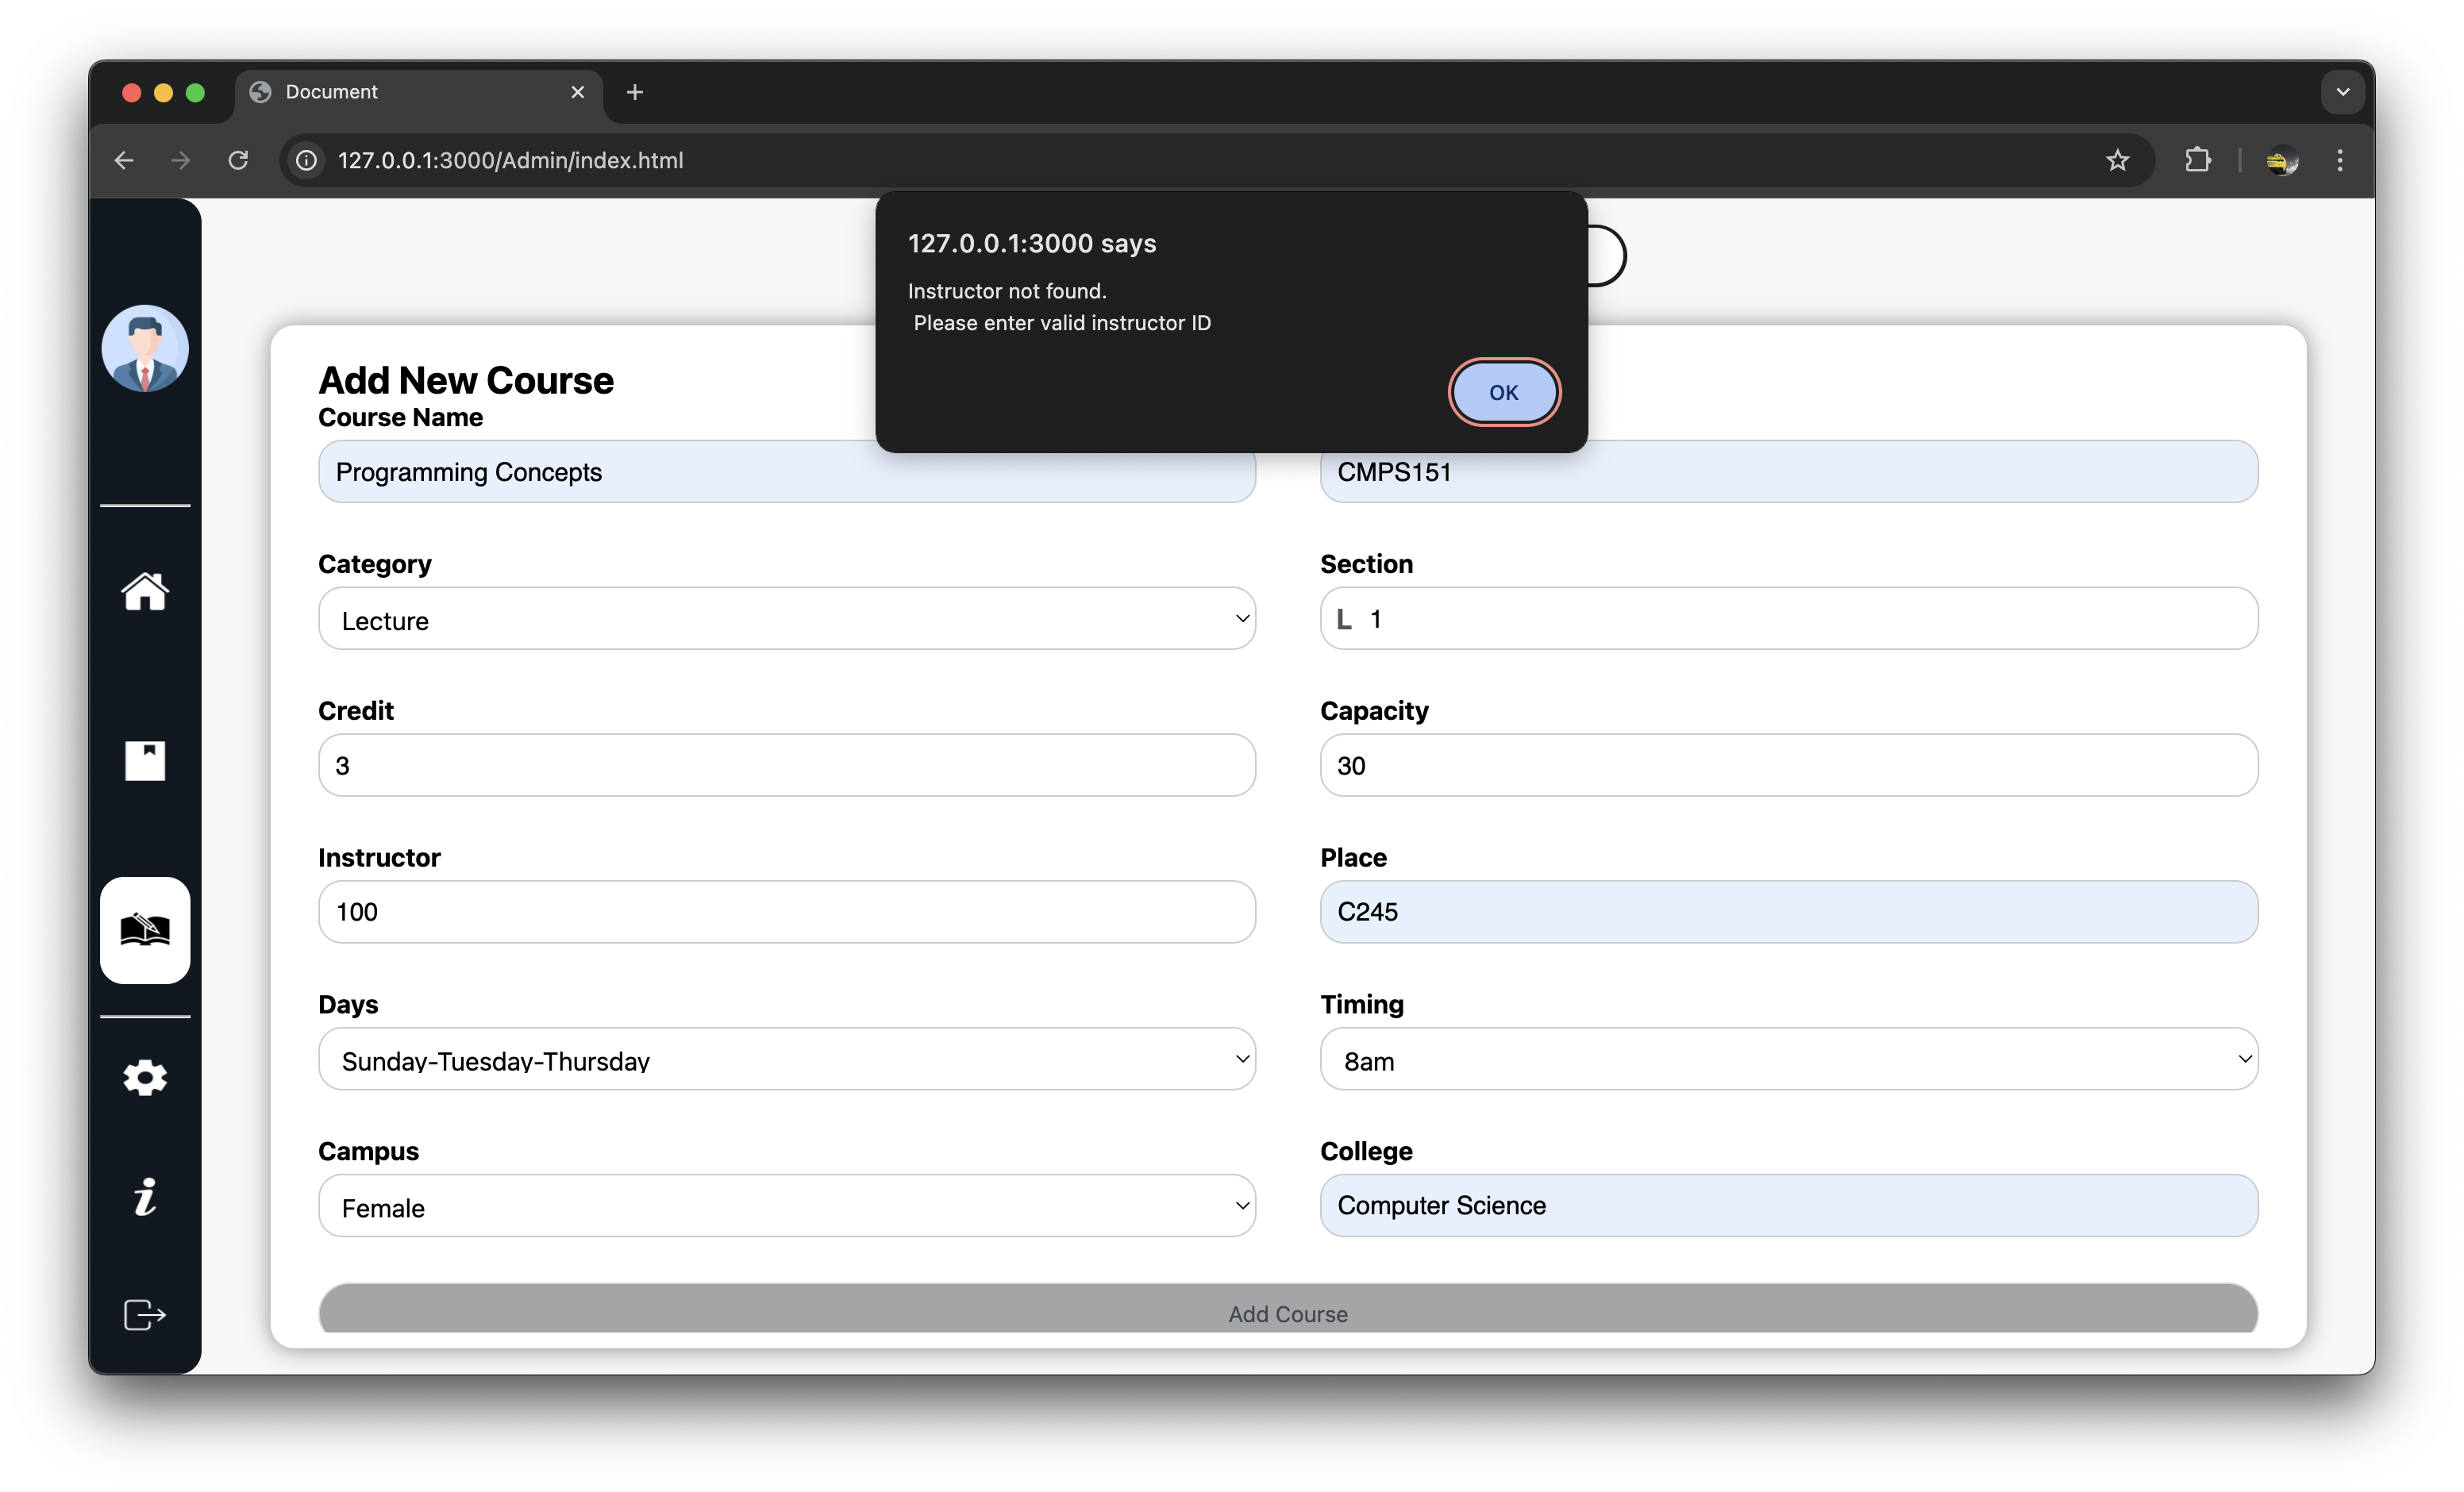 Document
127.0.0.1:3000/Admin/index.html
127.0.0.1:3000 says
Instructor not found.
Please enter valid instructor ID
OK
Add New Course
Course Name
Programming Concepts
CMPS151
Category
Section
Lecture
L 1
Credit
Capacity
3
30
Instructor
Place
100
C245
Days
Timing
Sunday-Tuesday-Thursday
8am
Campus
College
Female
Computer Science
Add Course